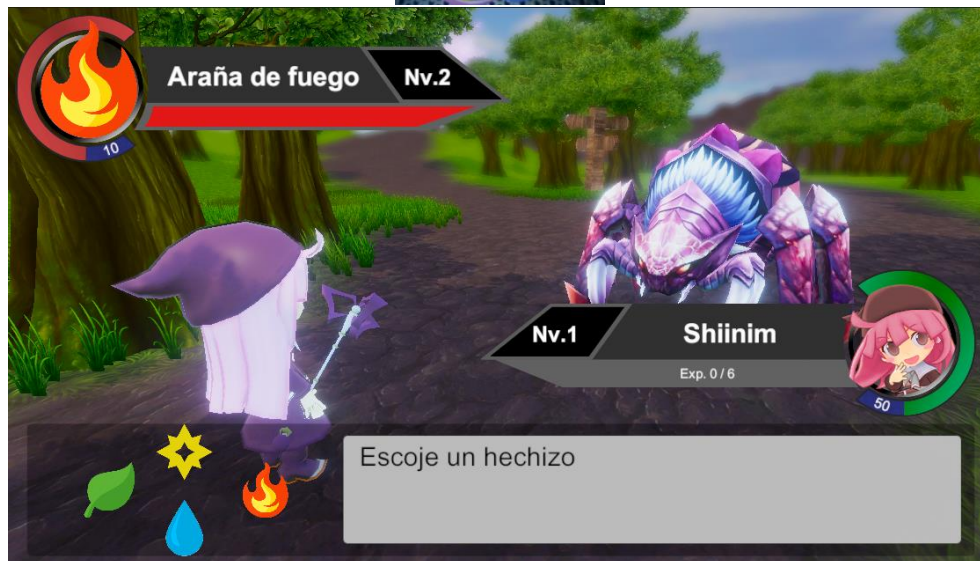 Araña de fuego
Nv.2
10
Nv.1
Shiinim
Exp. 0 / 6
50
Escoje un hechizo